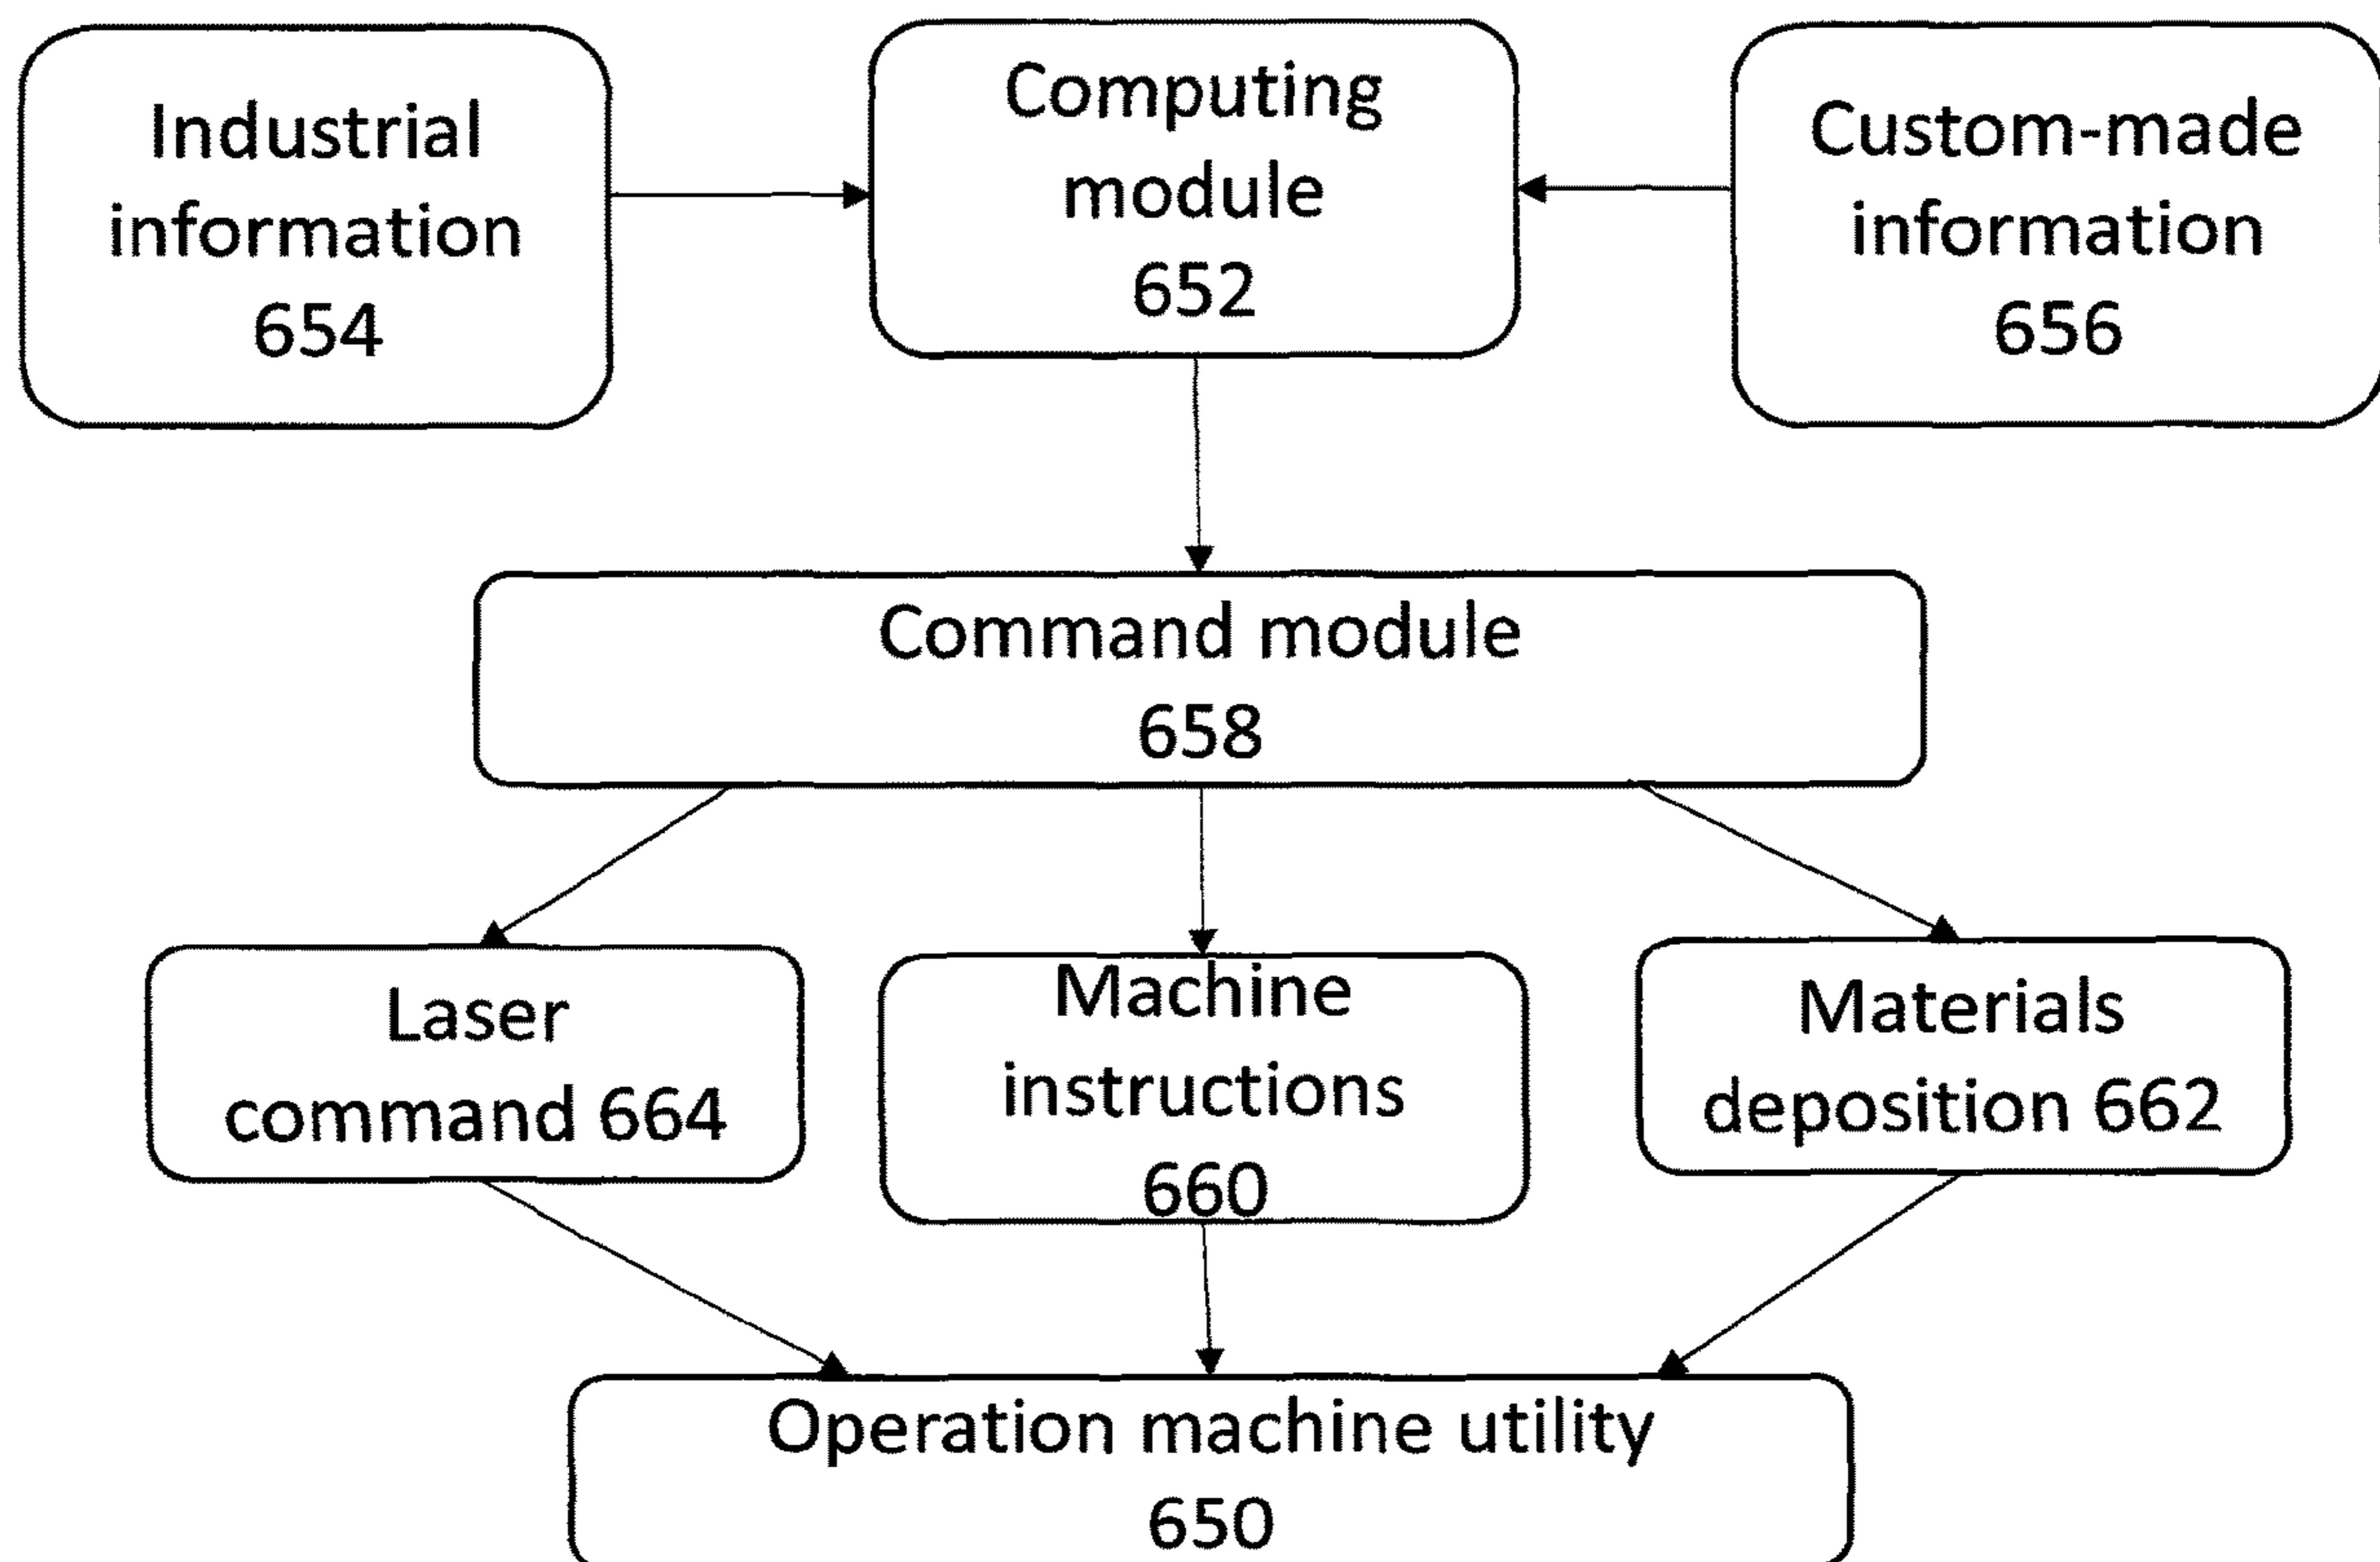 Industrial
information
654
Computing
module
652
Custom-made
information
656
Command module
658
Laser
command 664
Machine
instructions
660
Materials
deposition 662
Operation machine utility
650